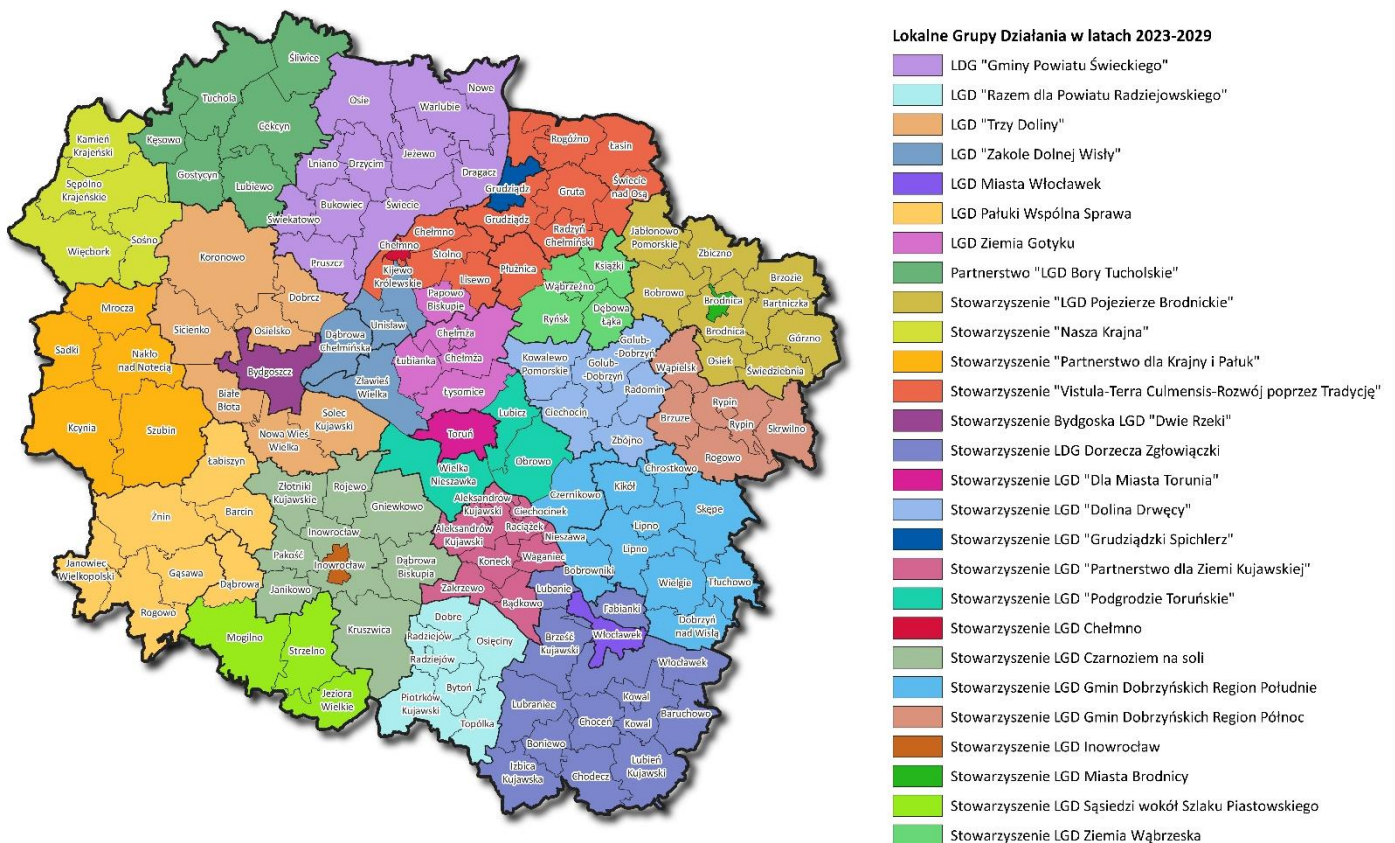 Lokalne Grupy Działania w latach 2023-2029
LDG "Gminy Powiatu Świeckiego"
LGD "Razem dla Powiatu Radziejowskiego"
LGD "Trzy Doliny"
LGD "Zakole Dolnej Wisły"
LGD Miasta Włocławek
LGD Pałuki Wspólna Sprawa
LGD Ziemia Gotyku
Partnerstwo "LGD Bory Tucholskie"
Stowarzyszenie "LGD Pojezierze Brodnickie"
Stowarzyszenie "Nasza Krajna"
Stowarzyszenie "Partnerstwo dla Krajny i Pałuk"
Stowarzyszenie "Vistula-Terra Culmensis-Rozwój poprzez Tradycję"
Stowarzyszenie Bydgoska LGD "Dwie Rzeki"
Stowarzyszenie LDG Dorzecza Zgłowiączki
Stowarzyszenie LGD "Dla Miasta Torunia"
Stowarzyszenie LGD "Dolina Drwęcy"
Stowarzyszenie LGD "Grudziądzki Spichlerz"
Stowarzyszenie LGD "Partnerstwo dla Ziemi Kujawskiej"
Stowarzyszenie LGD "Podgrodzie Toruńskie"
Stowarzyszenie LGD Chełmno
Stowarzyszenie LGD Czarnoziem na soli
Stowarzyszenie LGD Gmin Dobrzyńskich Region Południe
Stowarzyszenie LGD Gmin Dobrzyńskich Region Północ
Stowarzyszenie LGD Inowrocław
Stowarzyszenie LGD Miasta Brodnicy
Stowarzyszenie LGD Sąsiedzi wokół Szlaku Piastowskiego
Stowarzyszenie LGD Ziemia Wąbrzeska
Śliwice
Tuchola
Cekcyn
Kęsowo
Gostycyn
Lubiewo
Nowe
Osie
Warlubie
Lniano
Drzycim
Jeżewo
Dragacz
Bukowiec
Świecie
Świekatowo
Pruszcz
Kamień
Krajeński
Sępólno
Krajeńskie
Więcbork
Sośno
Rogóźno
Łasin
Grudziądz
Gruta
Świecie
nad Osą
Grudziądz
Radzyń
Chełmiński
Chełmno
Chełmno
Stolno
Kijewo
Królewskie
Lisewo
Płużnica
Jabłonowo
Pomorskie
Zbiczno
Brzozie
Bobrowo
Brodnica
Bartniczka
Brodnica
Górzno
Osiek
Świedziebnia
Książki
Wąbrzeźno
Ryńsk
Dębowa
Łąka
Koronowo
Dobrcz
Sicienko
Osielsko
Bydgoszcz
Białe
Błota
Solec
Kujawski
Nowa Wieś
Wielka
Mrocza
Sadki
Nakło
nad Notecią
Kcynia
Szubin
Unisław
Dąbrowa
Chełmińska
Zławieś
Wielka
Papowo
Biskupie
Chełmża
Chełmża
Łubianka
Łysomice
Toruń
Lubicz
Obrowo
Wielka
Nieszawka
Kowalewo
Pomorskie
Golub-
-Dobrzyń
Golub-
-Dobrzyń
Radomin
Ciechocin
Zbójno
Wąpielsk
Rypin
Rypin
Brzuze
Skrwilno
Rogowo
Łabiszyn
Żnin
Barcin
Janowiec
Wielkopolski
Gąsawa
Dąbrowa
Rogowo
Złotniki
Kujawskie
Rojewo
Gniewkowo
Inowrocław
Pakość
Inowrocław
Dąbrowa
Biskupia
Janikowo
Kruszwica
Aleksandrów
Kujawski
Ciechocinek
Aleksandrów
Kujawski
Raciążek
Nieszawa
Koneck
Waganiec
Zakrzewo
Bądkowo
Czernikowo
Kikół
Chrostkowo
Skępe
Lipno
Lipno
Bobrowniki
Wielgie
Tłuchowo
Dobrzyń
nad Wisłą
Mogilno
Strzelno
Jeziora
Wielkie
Dobre
Radziejów
Osięciny
Radziejów
Bytoń
Piotrków
Kujawski
Topólka
Lubanie
Fabianki
Brześć
Kujawski
Włocławek
Włocławek
Lubraniec
Kowal
Choceń
Kowal
Baruchowo
Boniewo
Izbica
Kujawska
Chodecz
Lubień
Kujawski